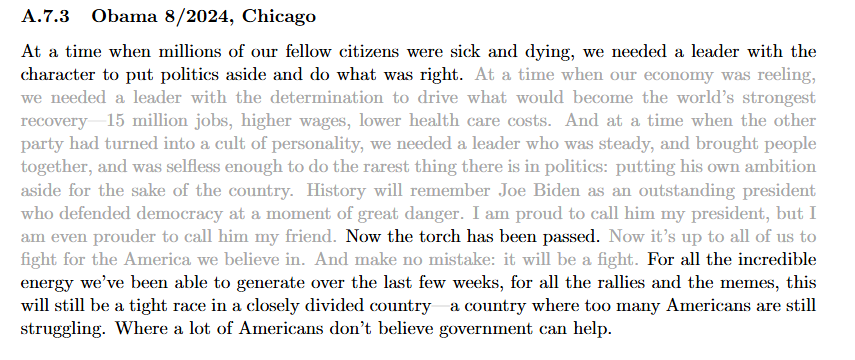 A.7.3 Obama 8/2024, Chicago
At a time when millions of our fellow citizens were sick and dying, we needed a leader with the
character to put politics aside and do what was right. At a time when our economy was reeling,
we needed a leader with the determination to drive what would become the world's strongest
recovery—15 million jobs, higher wages, lower health care costs. And at a time when the other
party had turned into a cult of personality, we needed a leader who was steady, and brought people
together, and was selfless enough to do the rarest thing there is in politics: putting his own ambition
aside for the sake of the country. History will remember Joe Biden as an outstanding president
who defended democracy at a moment of great danger. I am proud to call him my president, but I
am even prouder to call him my friend. Now the torch has been passed. Now it's up to all of us to
fight for the America we believe in. And make no mistake: it will be a fight. For all the incredible
energy we've been able to generate over the last few weeks, for all the rallies and the memes, this
will still be a tight race in a closely divided country—a country where too many Americans are still
struggling. Where a lot of Americans don't believe government can help.